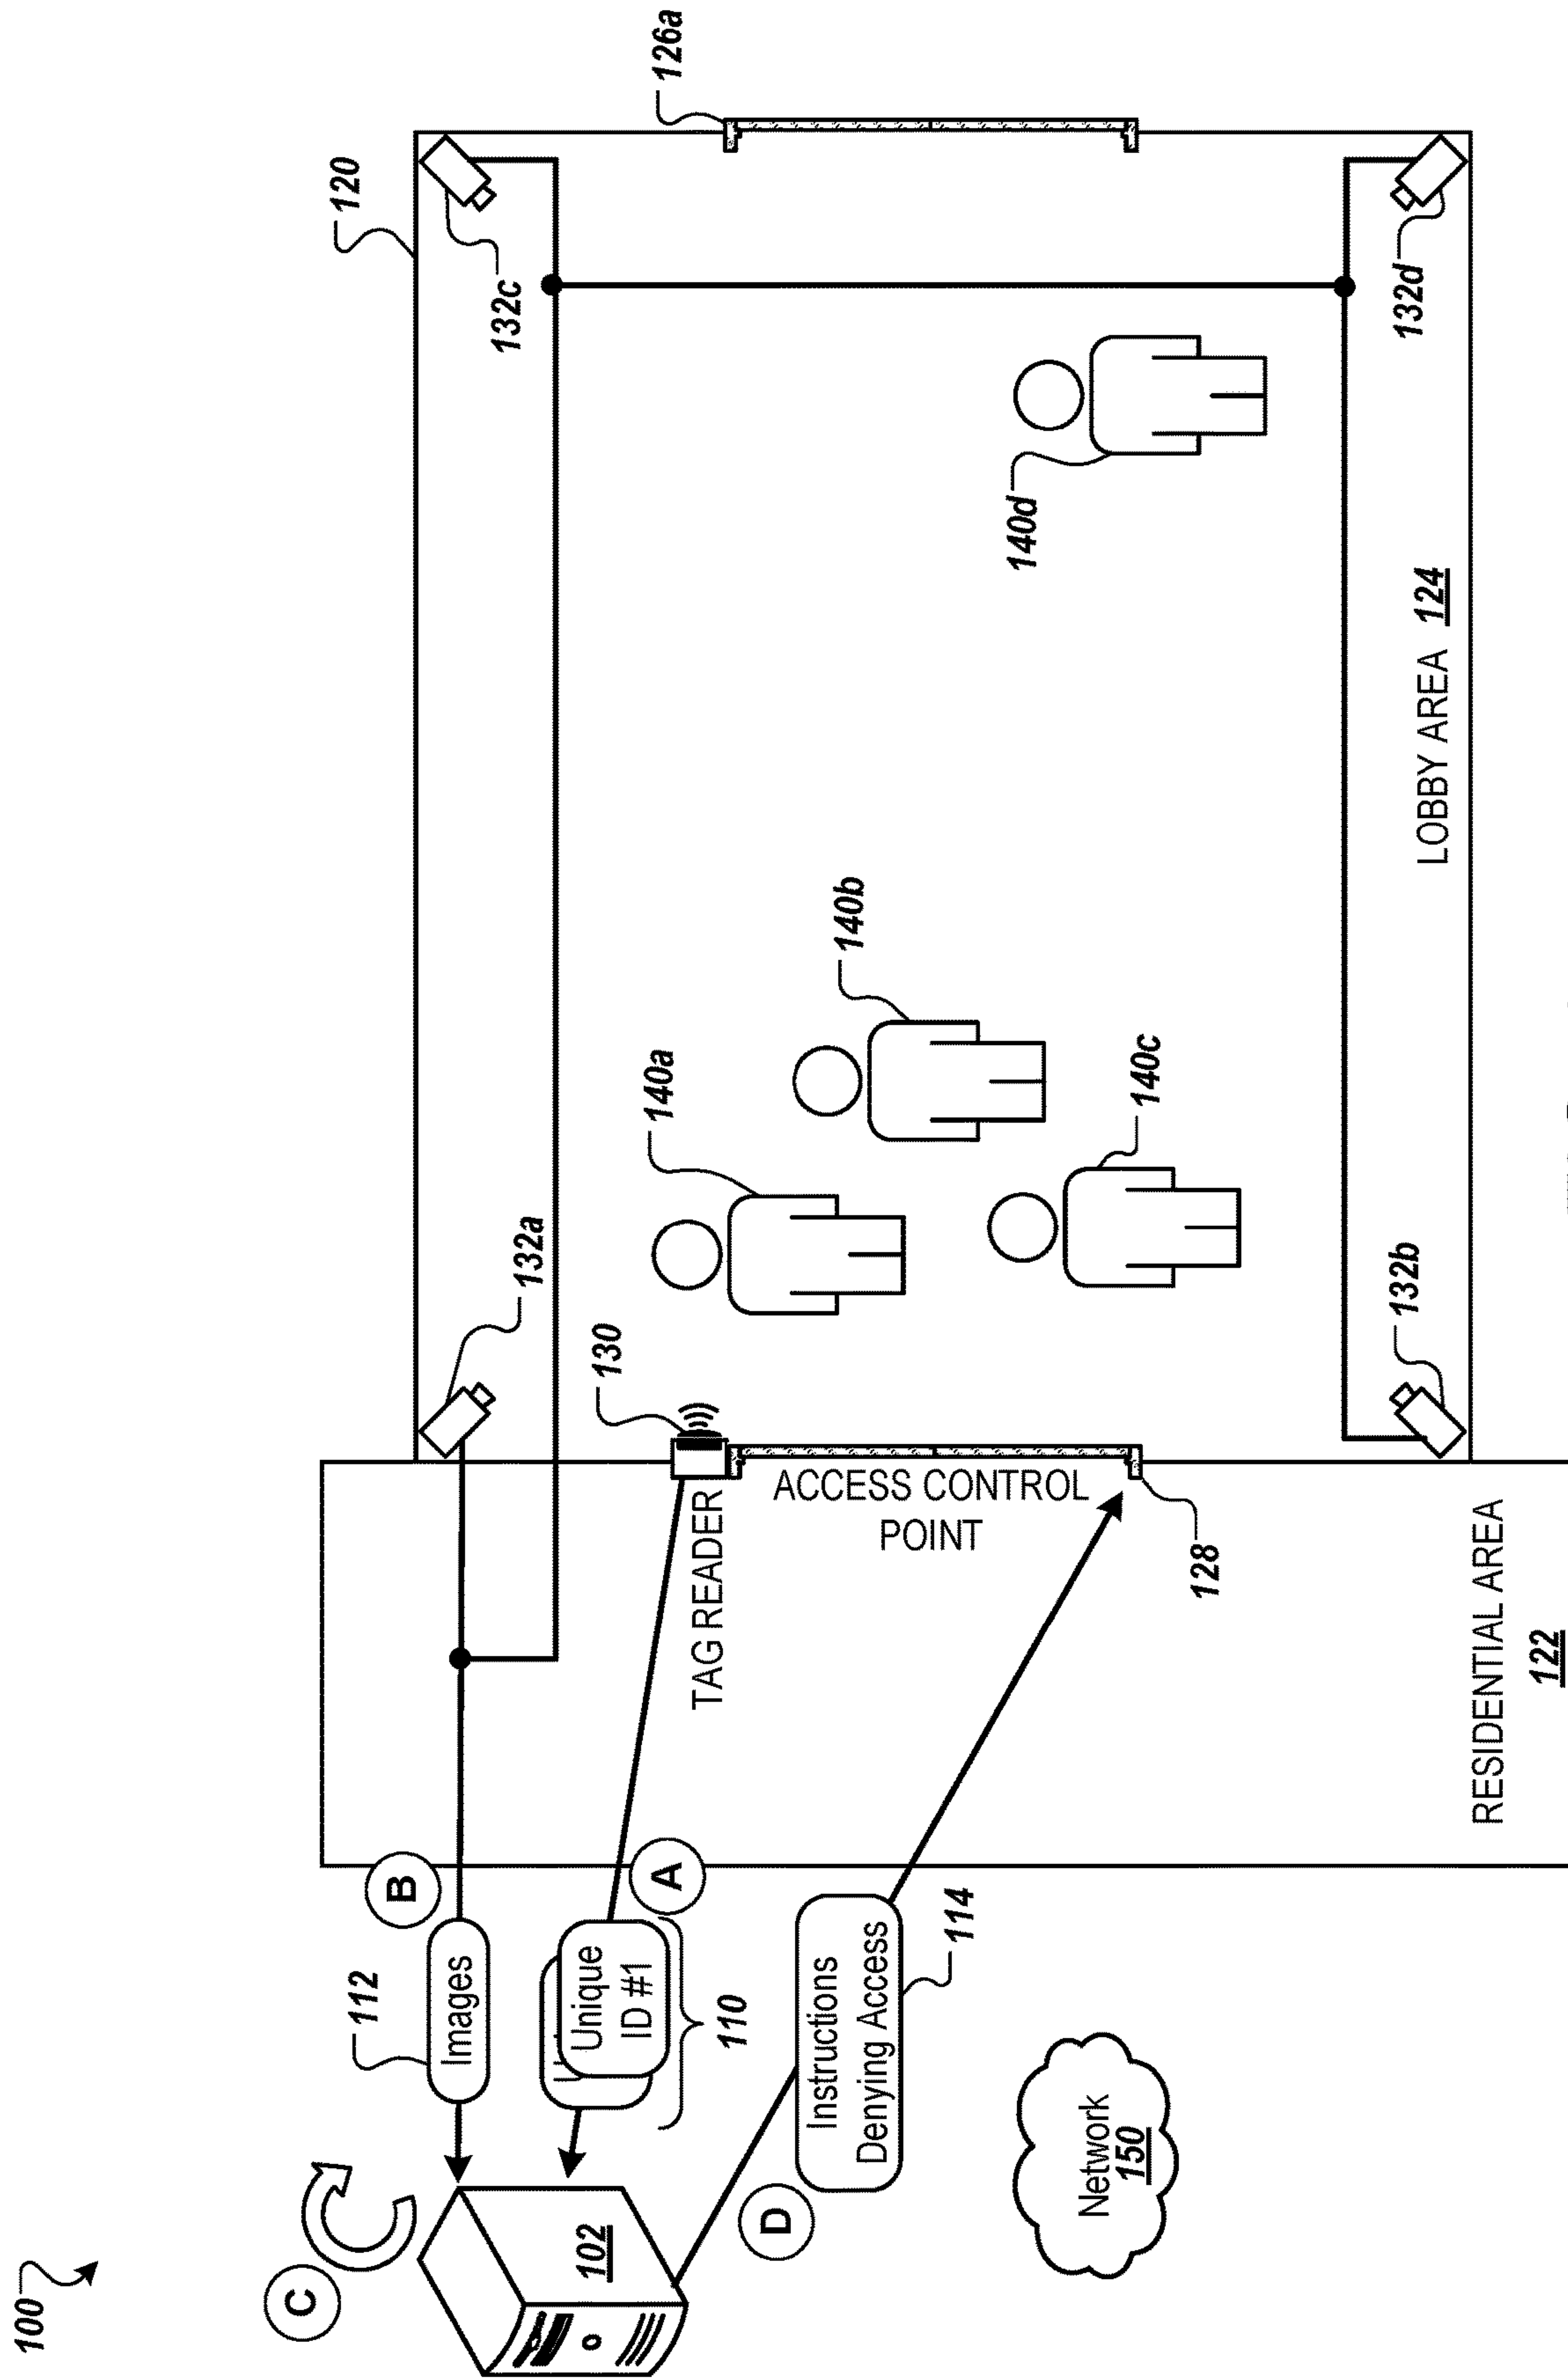 100
C
B
112
Images
120
132a
132c
126a
102
A
U
Unique
ID #1
110
TAG READER
130
140a
140b
140c
140d
D
Instructions
Denying Access
114
ACCESS CONTROL
POINT
128
Network
150
132b
132d
LOBBY AREA 124
RESIDENTIAL AREA
122